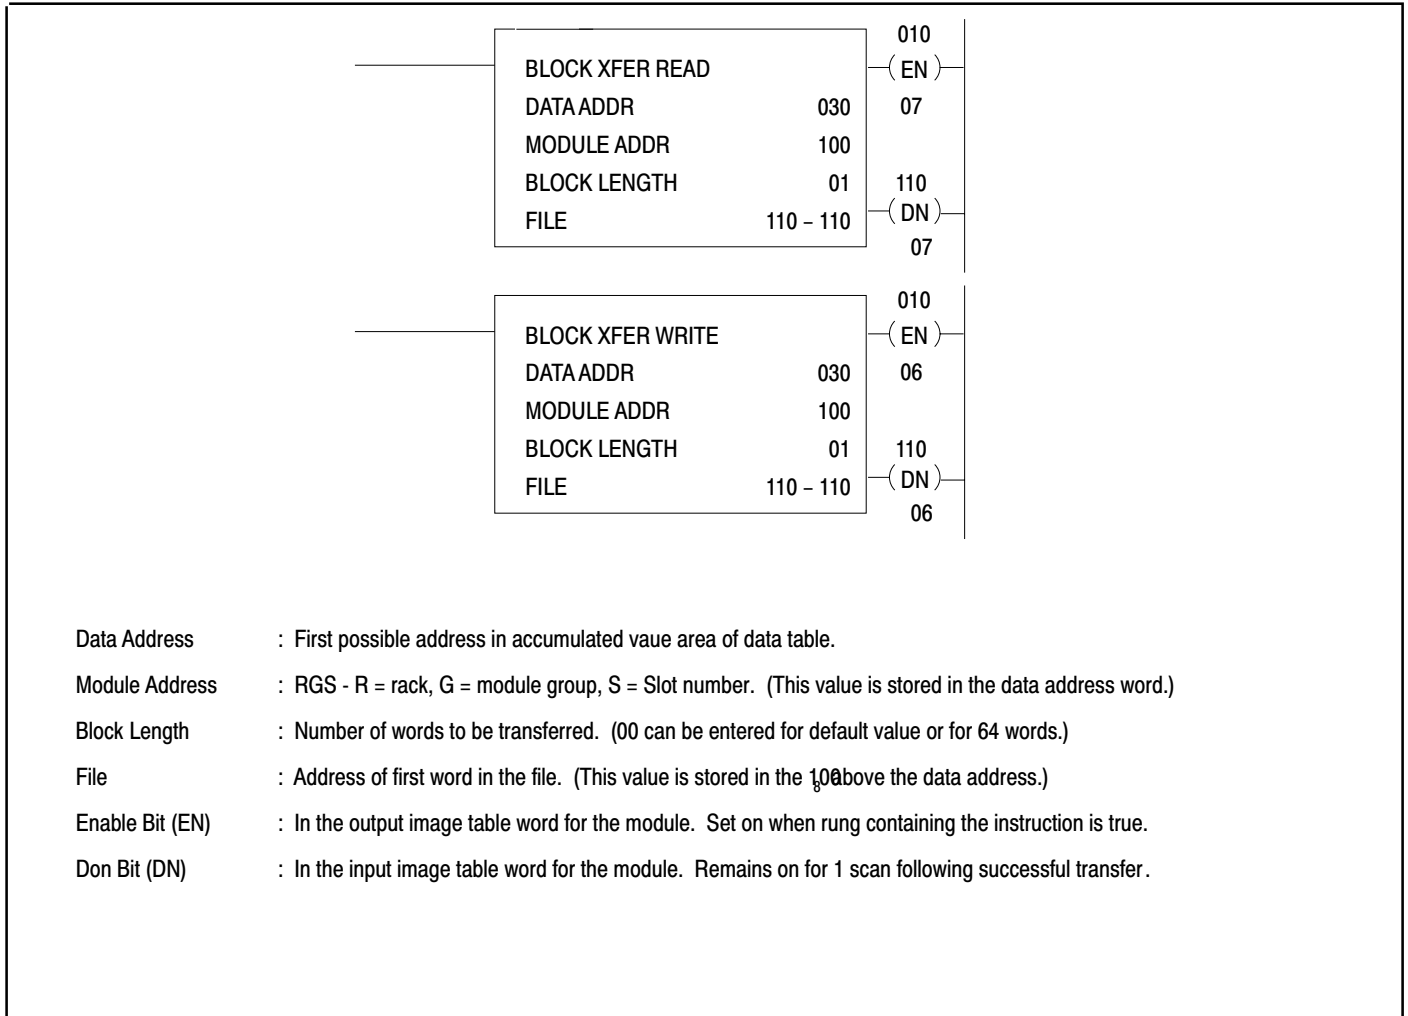 010
BLOCK XFER READ ( EN )
DATA ADDR 030 07
MODULE ADDR 100
BLOCK LENGTH 01 110
FILE 110 – 110 ( DN )
07
010
BLOCK XFER WRITE ( EN )
DATA ADDR 030 06
MODULE ADDR 100
BLOCK LENGTH 01 110
FILE 110 – 110 ( DN )
06
Data Address : First possible address in accumulated vaue area of data table.
Module Address : RGS - R = rack, G = module group, S = Slot number. (This value is stored in the data address word.)
Block Length : Number of words to be transferred. (00 can be entered for default value or for 64 words.)
File : Address of first word in the file. (This value is stored in the 100 8 above the data address.)
Enable Bit (EN) : In the output image table word for the module. Set on when rung containing the instruction is true.
Don Bit (DN) : In the input image table word for the module. Remains on for 1 scan following successful transfer.